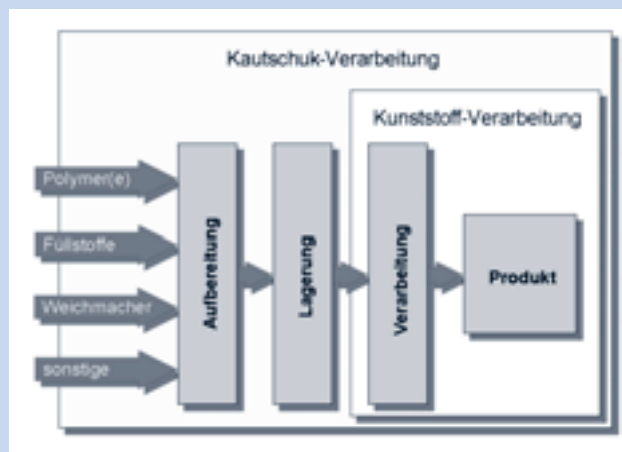 Kautschuk-Verarbeitung
Kunststoff-Verarbeitung
Polymer(e)
Füllstoffe
Weichmacher
sonstige
Aufbereitung
Lagerung
Verarbeitung
Produkt